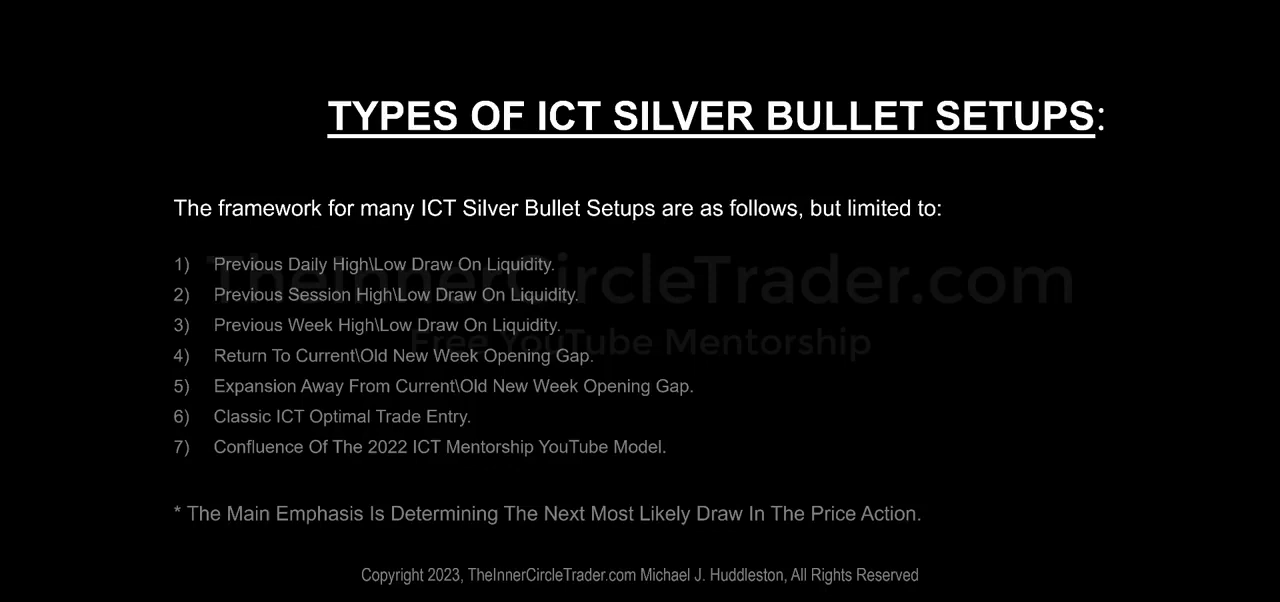 TYPES OF ICT SILVER BULLET SETUPS:
The framework for many ICT Silver Bullet Setups are as follows, but limited to:
TheInnerCircleTrader.com
1) Previous Daily High\Low Draw On Liquidity.
2) Previous Session High\Low Draw On Liquidity.
3) Previous Week High\Low Draw On Liquidity.
Free YouTube Mentorship
4) Return To Current\Old New Week Opening Gap.
5) Expansion Away From Current\Old New Week Opening Gap.
6) Classic ICT Optimal Trade Entry.
7) Confluence Of The 2022 ICT Mentorship YouTube Model.
* The Main Emphasis Is Determining The Next Most Likely Draw In The Price Action.
Copyright 2023, TheInnerCircleTrader.com Michael J. Huddleston, All Rights Reserved